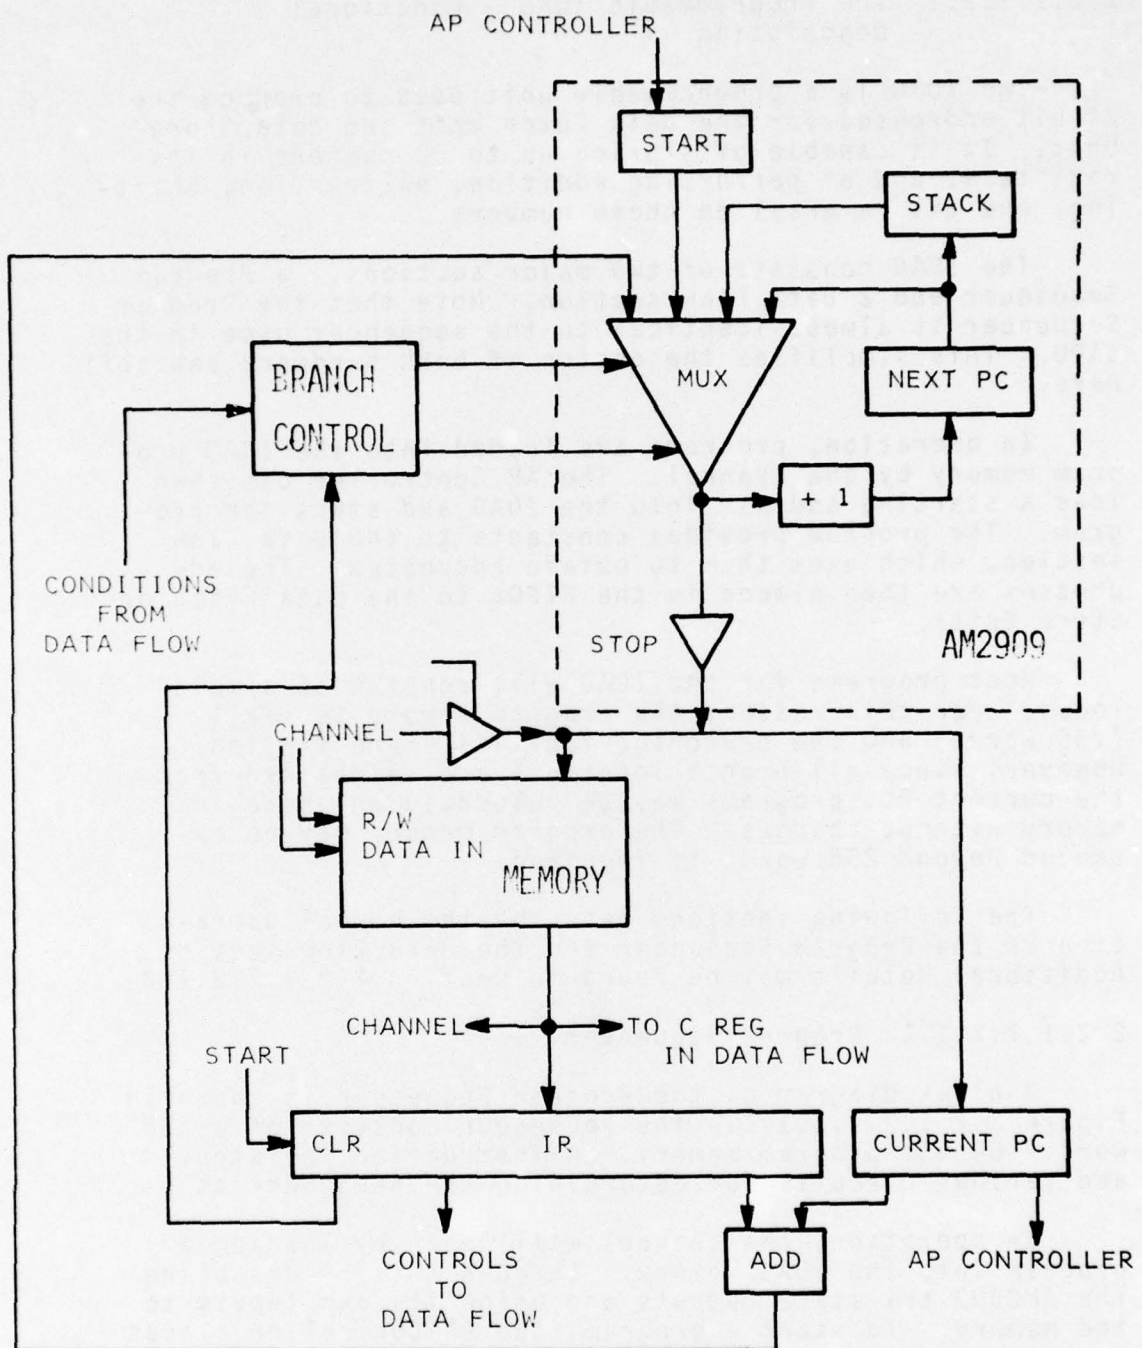 AP CONTROLLER
START
STACK
MUX
NEXT PC
BRANCH
CONTROL
+ 1
CONDITIONS
FROM
DATA FLOW
STOP
AM2909
CHANNEL
R/W
DATA IN
MEMORY
CHANNEL
TO C REG
IN DATA FLOW
START
CLR
IR
CURRENT PC
CONTROLS
TO
DATA FLOW
ADD
AP CONTROLLER